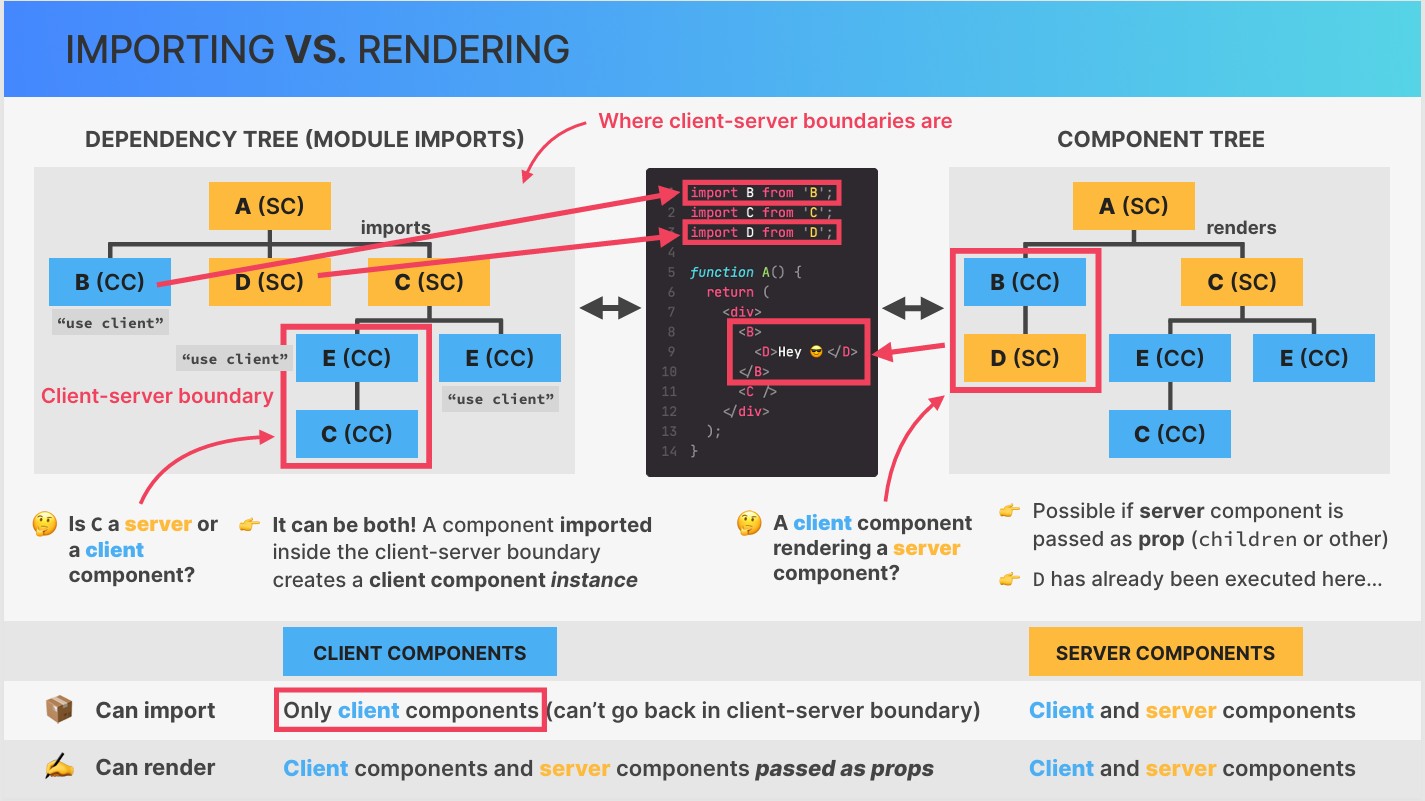 IMPORTING VS. RENDERING
Where client-server boundaries are
DEPENDENCY TREE (MODULE IMPORTS)
A (SC)
imports
B (CC)
D (SC)
C (SC)
“use client”
“use client”
E (CC)
E (CC)
“use client”
Client-server boundary
C (CC)
import B from 'B';
2 import C from 'C';
import D from 'D';
4
5 function A() {
6 return (
7 <div>
8 <B>
9 <D>Hey 😎 </D>
10 </B>
11 <C />
12 </div>
13 );
14 }
COMPONENT TREE
A (SC)
renders
B (CC)
C (SC)
D (SC)
E (CC)
E (CC)
C (CC)
🤔 Is C a server or
a client
component?
👉 It can be both! A component imported
inside the client-server boundary
creates a client component instance
🤔 A client component
rendering a server
component?
👉 Possible if server component is
passed as prop (children or other)
👉 D has already been executed here...
CLIENT COMPONENTS
SERVER COMPONENTS
📦 Can import
Only client components (can’t go back in client-server boundary)
Client and server components
✍️ Can render
Client components and server components passed as props
Client and server components